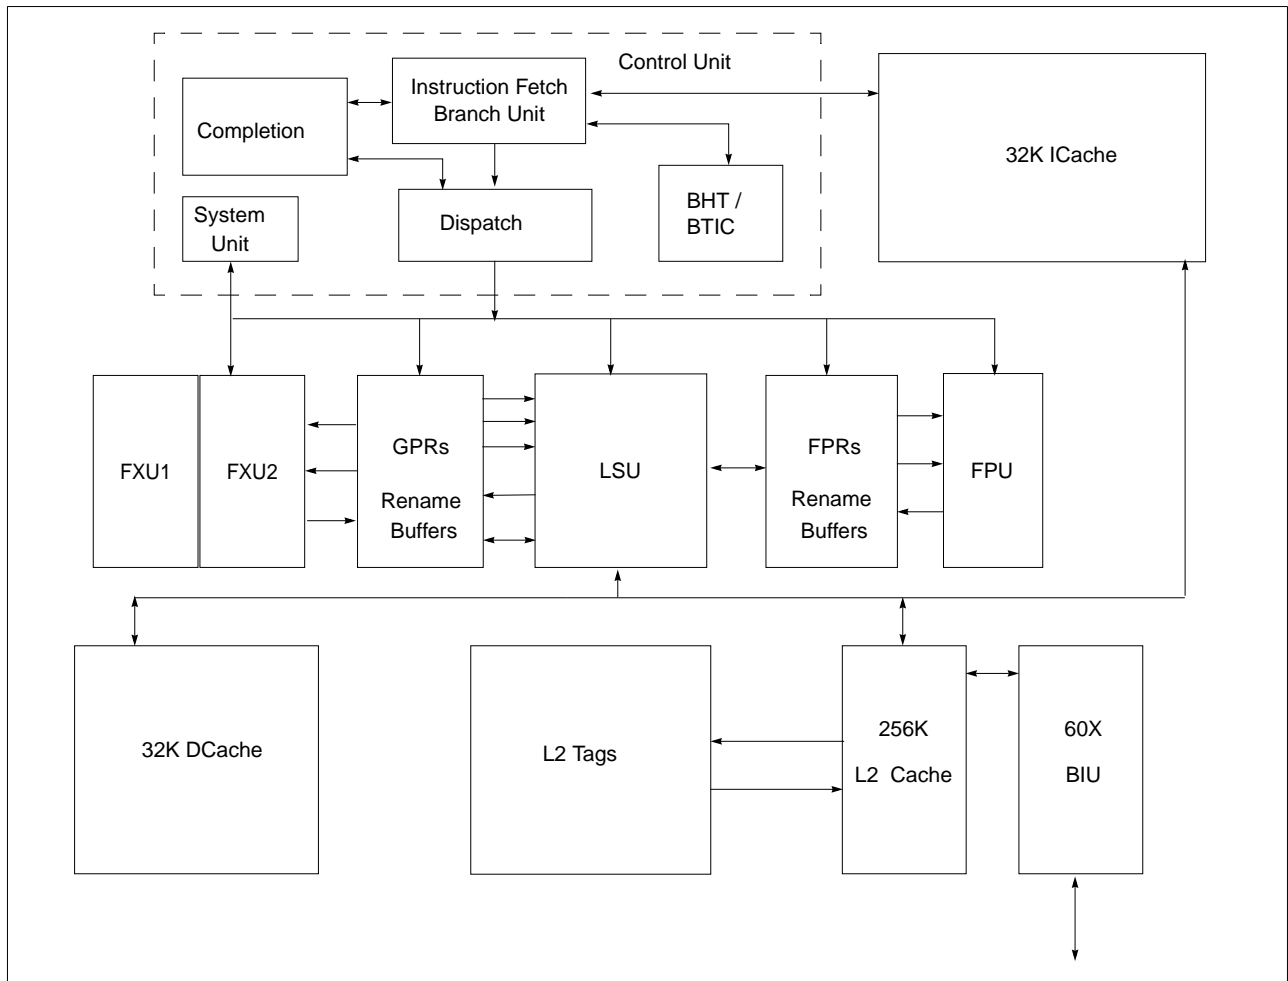 Control Unit
Instruction Fetch
Branch Unit
Completion
32K ICache
System
Unit
Dispatch
BHT /
BTIC
FXU1
FXU2
GPRs
Rename
Buffers
LSU
FPRs
Rename
Buffers
FPU
32K DCache
L2 Tags
256K
L2 Cache
60X
BIU